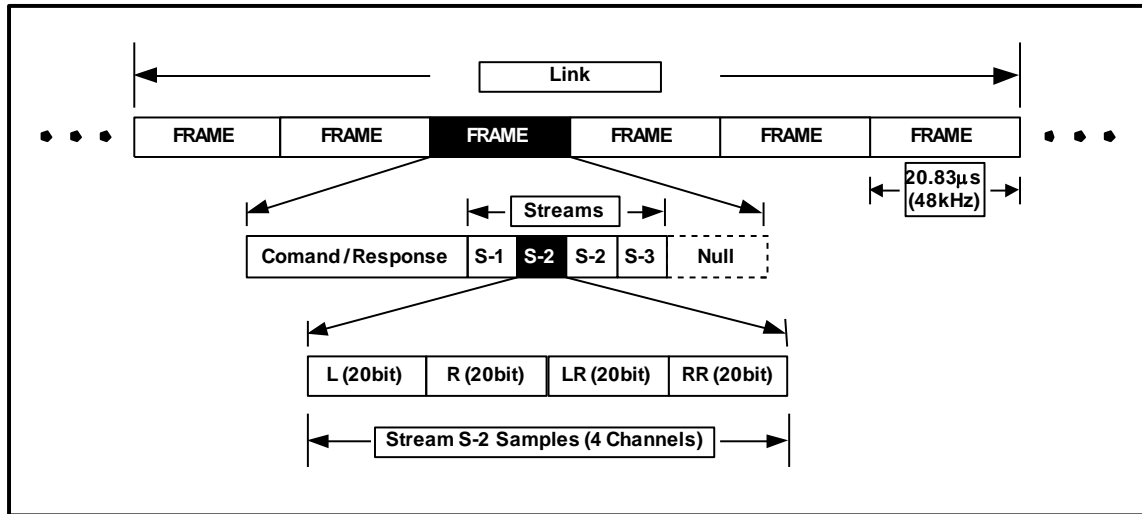 Link
FRAME FRAME FRAME FRAME FRAME FRAME
20.83µs
(48kHz)
Streams
Comand/Response S-1 S-2 S-2 S-3 Null
L (20bit) R (20bit) LR (20bit) RR (20bit)
Stream S-2 Samples (4 Channels)